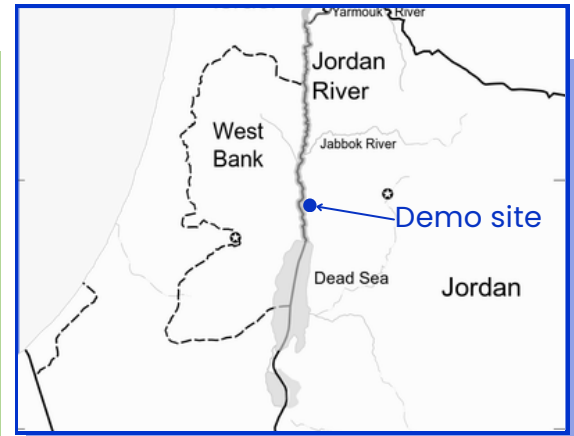 Yarmouk River
Jordan
River
West
Bank
Jabbok River
Demo site
Dead Sea
Jordan